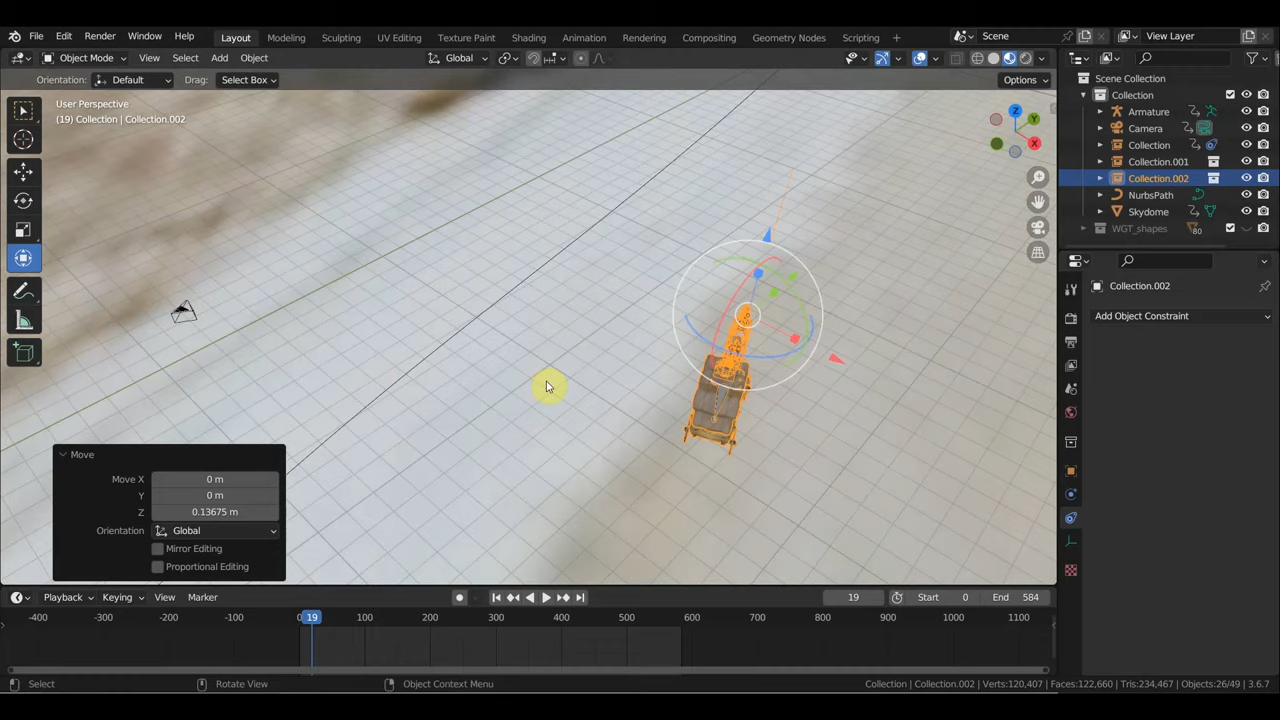 File Edit Render Window Help Layout Modeling Sculpting UV Editing Texture Paint Shading Animation Rendering Compositing Geometry Nodes Scripting + Scene View Layer
Object Mode View Select Add Object Global
Orientation: Default Drag: Select Box Options
User Perspective
(19) Collection | Collection.002
Z
Y
X
Scene Collection
Collection
Armature
Camera
Collection
Collection.001
Collection.002
NurbsPath
Skydome
WGT_shapes 80
Collection.002
Add Object Constraint
Move
Move X 0 m
Y 0 m
Z 0.13675 m
Orientation Global
Mirror Editing
Proportional Editing
Playback Keying View Marker 19 Start 0 End 584
-400 -300 -200 -100 0 19 100 200 300 400 500 600 700 800 900 1000 1100
Select Rotate View Object Context Menu Collection | Collection.002 | Verts:120,407 | Faces:122,660 | Tris:234,467 | Objects:26/49 | 3.6.7